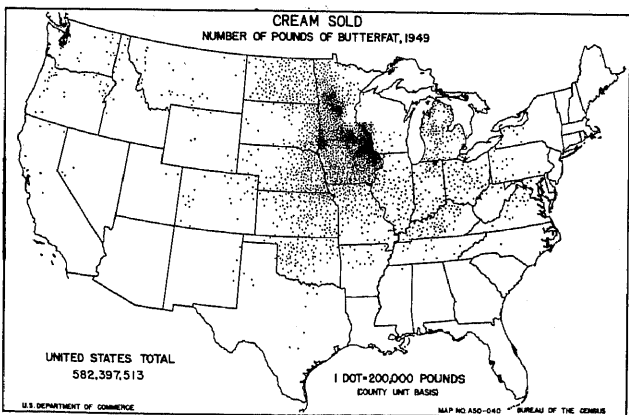 CREAM SOLD
NUMBER OF POUNDS OF BUTTERFAT, 1949
UNITED STATES TOTAL
582,397,513
1 DOT=200,000 POUNDS
(COUNTY UNIT BASIS)
U.S. DEPARTMENT OF COMMERCE
MAP NO. A50-040 BUREAU OF THE CENSUS